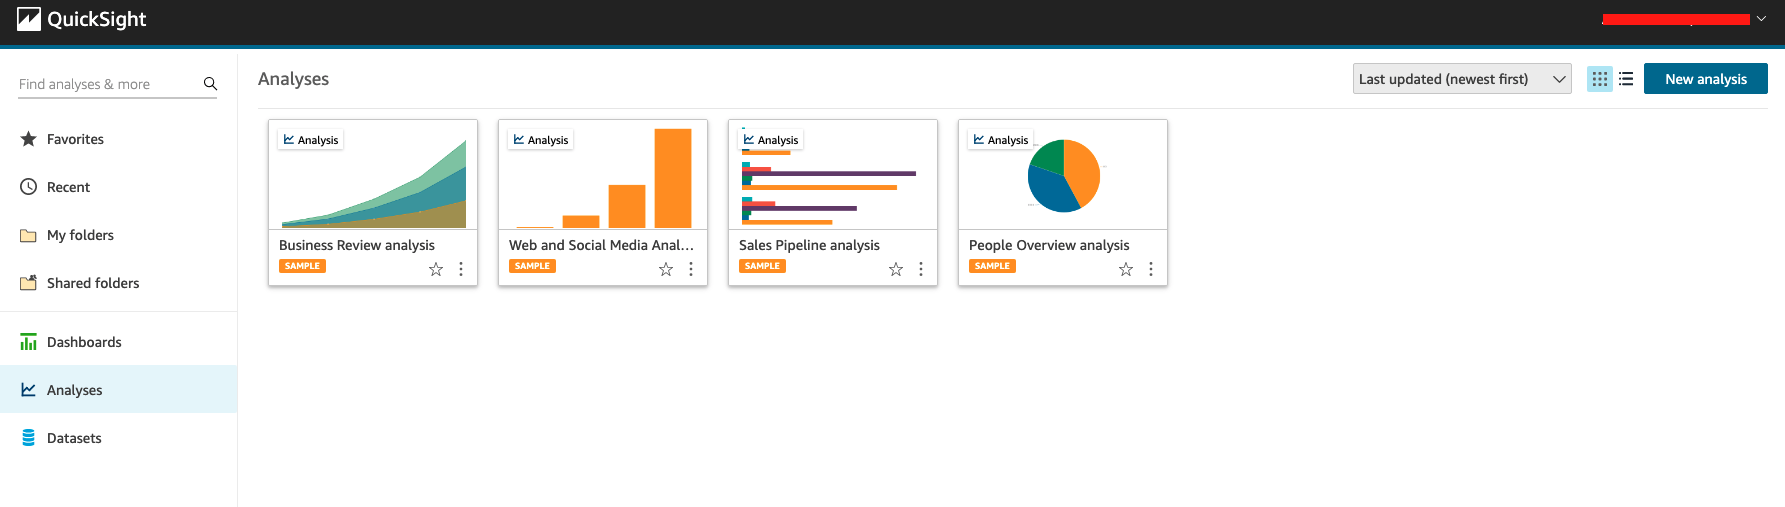 QuickSight
Find analyses & more
Favorites
Recent
My folders
Shared folders
Dashboards
Analyses
Datasets
Analyses
Last updated (newest first)
New analysis
Analysis
Business Review analysis
SAMPLE
Analysis
Web and Social Media Anal...
SAMPLE
Analysis
Sales Pipeline analysis
SAMPLE
Analysis
People Overview analysis
SAMPLE